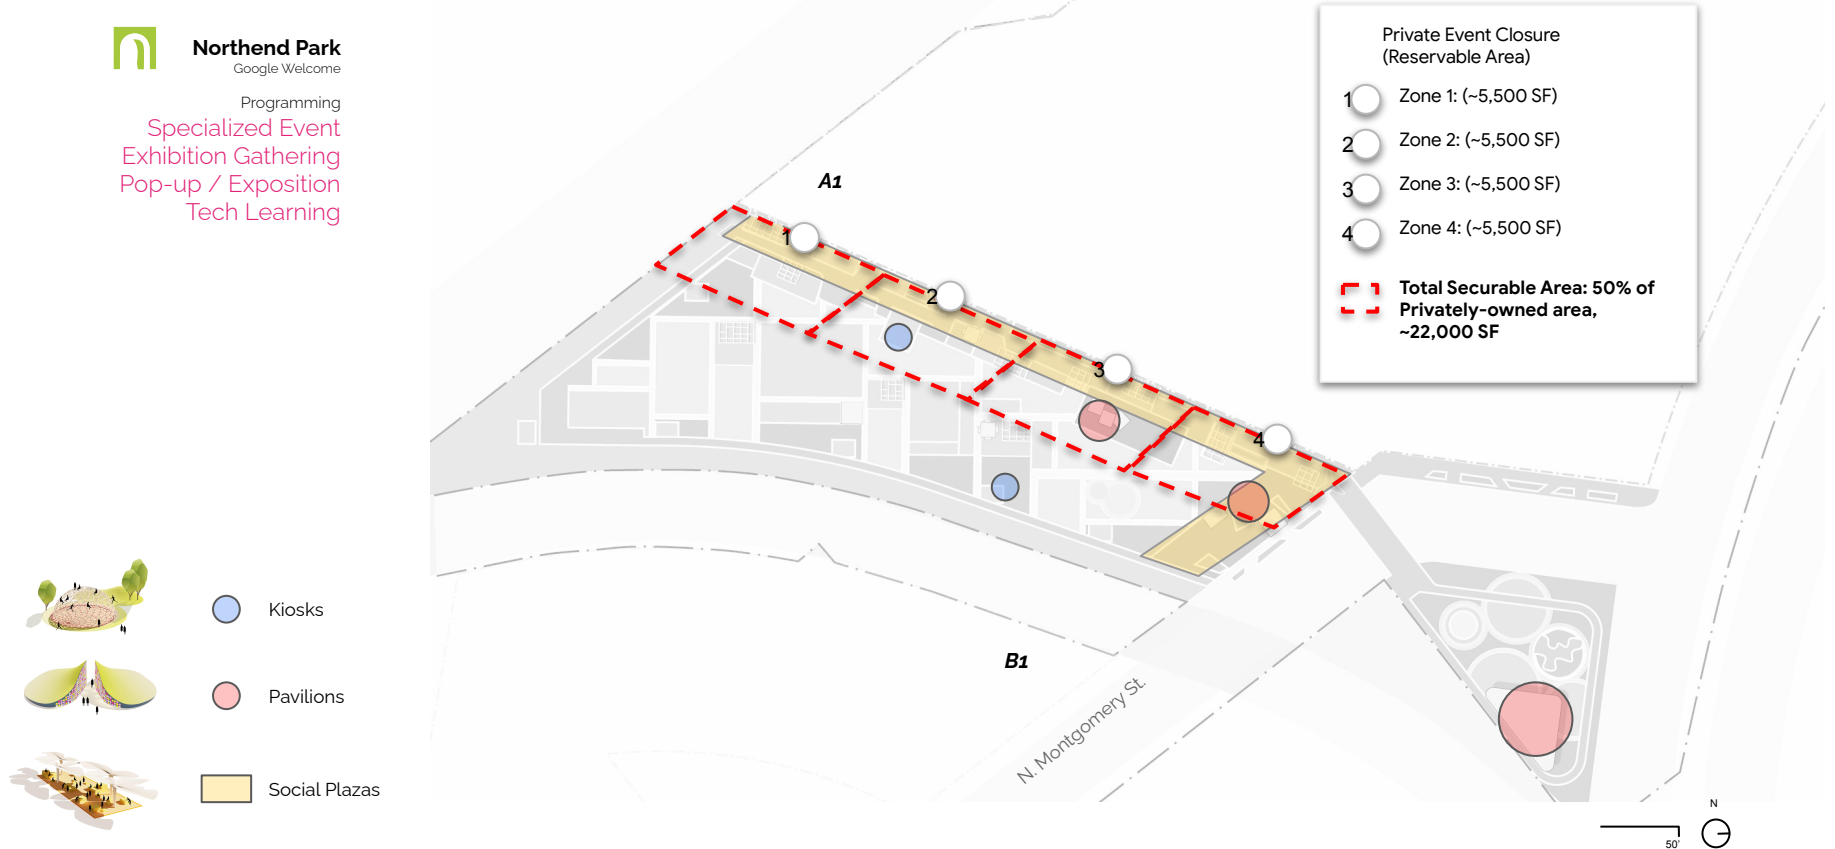 Northend Park
Google Welcome
Programming
Specialized Event
Exhibition Gathering
Pop-up / Exposition
Tech Learning
Private Event Closure
(Reservable Area)
1 Zone 1: (~5,500 SF)
2 Zone 2: (~5,500 SF)
3 Zone 3: (~5,500 SF)
4 Zone 4: (~5,500 SF)
Total Securable Area: 50% of
Privately-owned area,
~22,000 SF
A1
1
2
3
4
B1
N. Montgomery St.
Kiosks
Pavilions
Social Plazas
N
50'